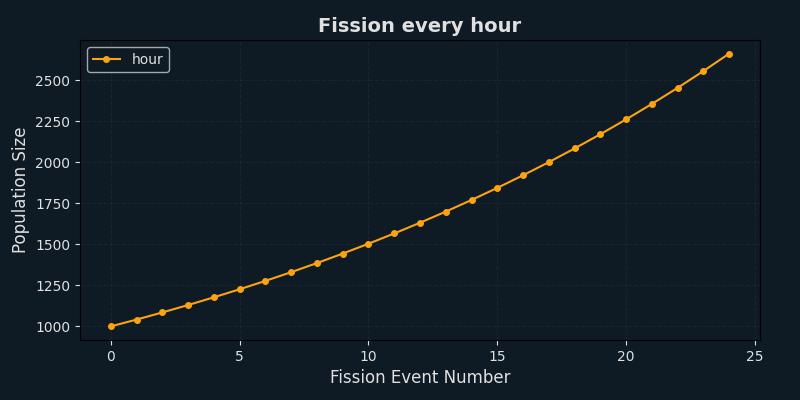 Fission every hour
hour
Population Size
2500
2250
2000
1750
1500
1250
1000
0 5 10 15 20 25
Fission Event Number